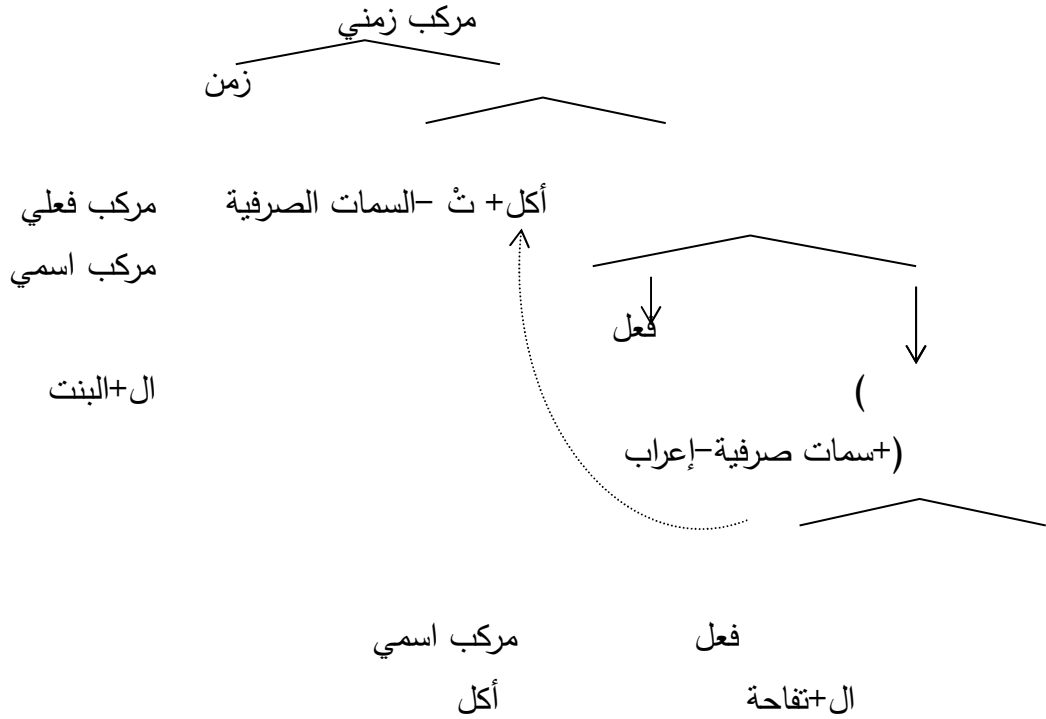 مركب زمني
زمن
أكل+ تْ –السمات الصرفية مركب فعلي
مركب اسمي
فعل
ال+البنت (
(+سمات صرفية–إعراب
فعل مركب اسمي
ال+تفاحة أكل